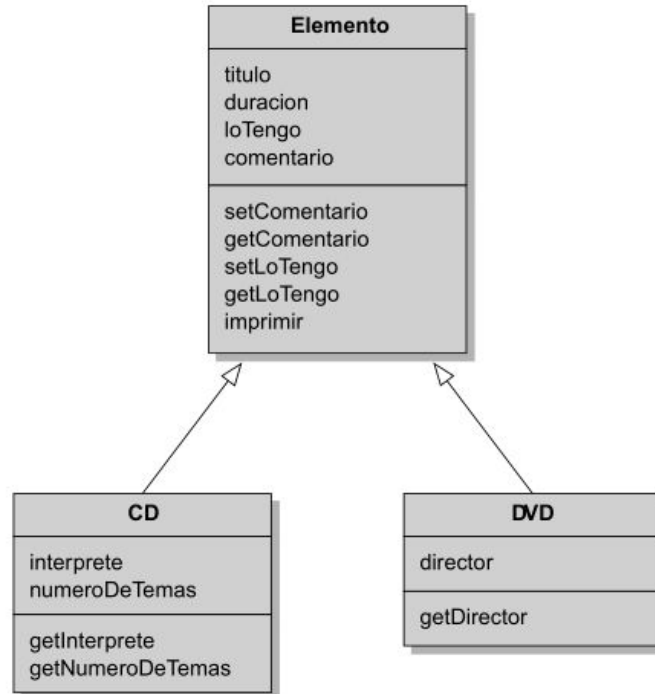 Elemento
titulo
duracion
loTengo
comentario
setComentario
getComentario
setLoTengo
getLoTengo
imprimir
CD
interprete
numeroDeTemas
getInterprete
getNumeroDeTemas
DVD
director
getDirector